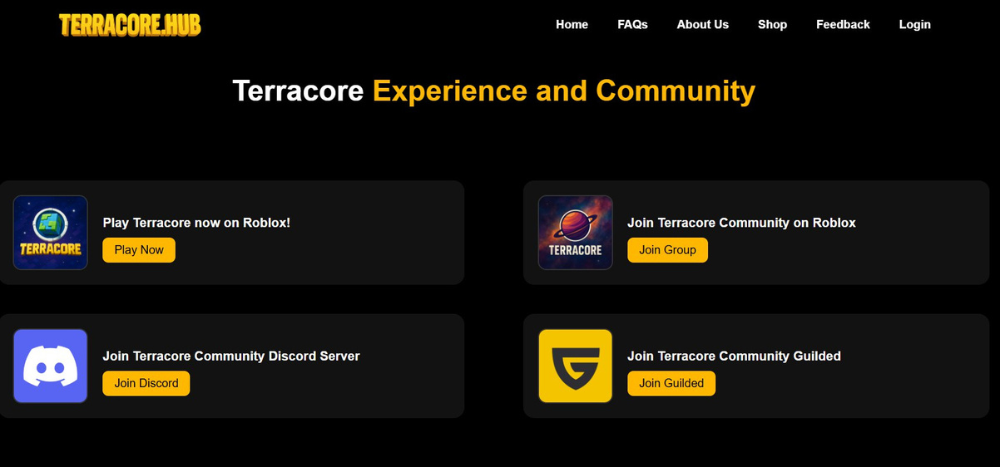 TERRACORE.HUB
Home FAQs About Us Shop Feedback Login
Terracore Experience and Community
TERRACORE
Play Terracore now on Roblox!
Play Now
TERRACORE
Join Terracore Community on Roblox
Join Group
Join Terracore Community Discord Server
Join Discord
Join Terracore Community Guilded
Join Guilded